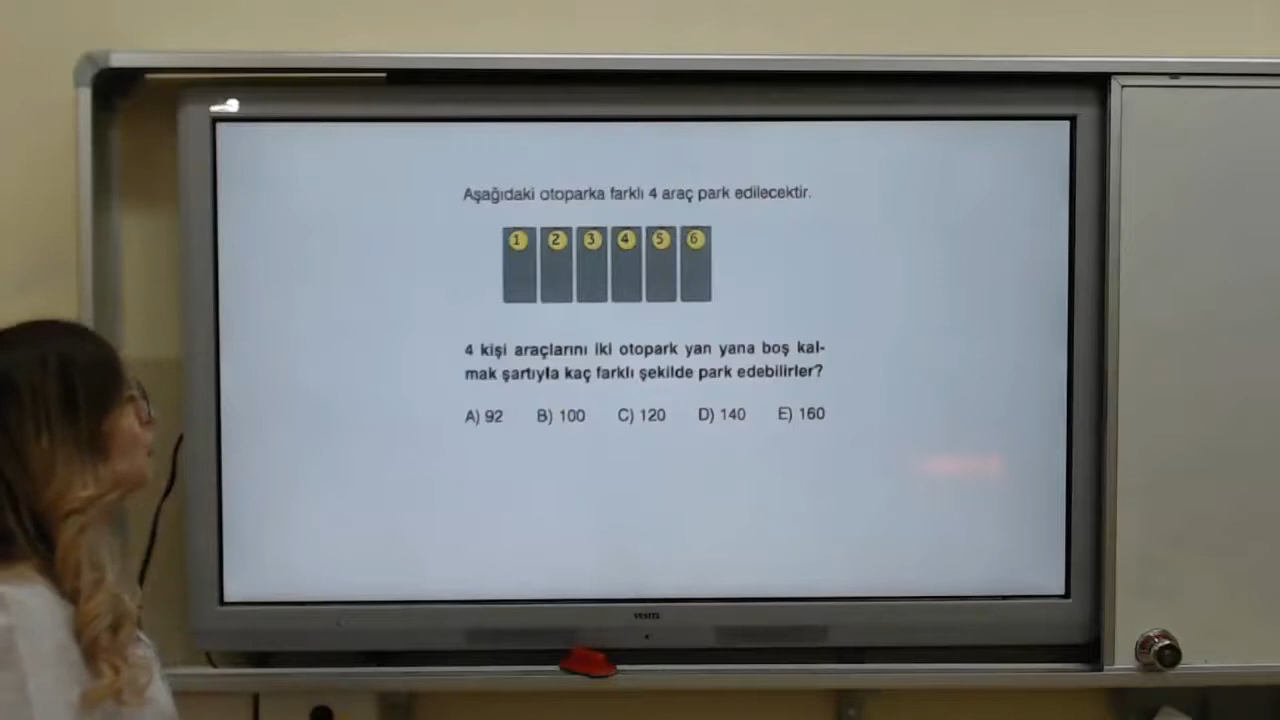 Aşağıdaki otoparka farklı 4 araç park edilecektir.
1 2 3 4 5 6
4 kişi araçlarını iki otopark yan yana boş kal-
mak şartıyla kaç farklı şekilde park edebilirler?
A) 92 B) 100 C) 120 D) 140 E) 160
VESTEL